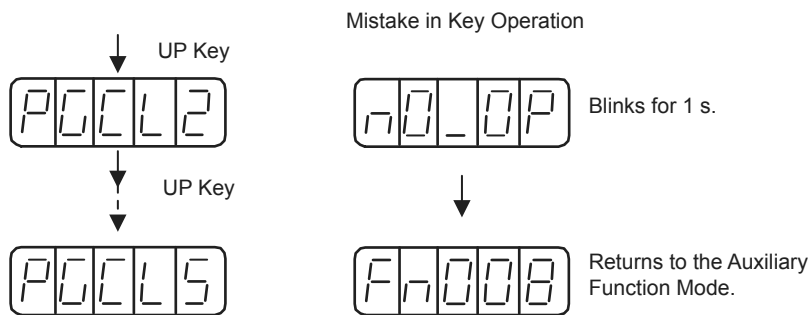 Mistake in Key Operation
UP Key
PGCL2
nO_OP
Blinks for 1 s.
UP Key
PGCL5
Fn008
Returns to the Auxiliary
Function Mode.